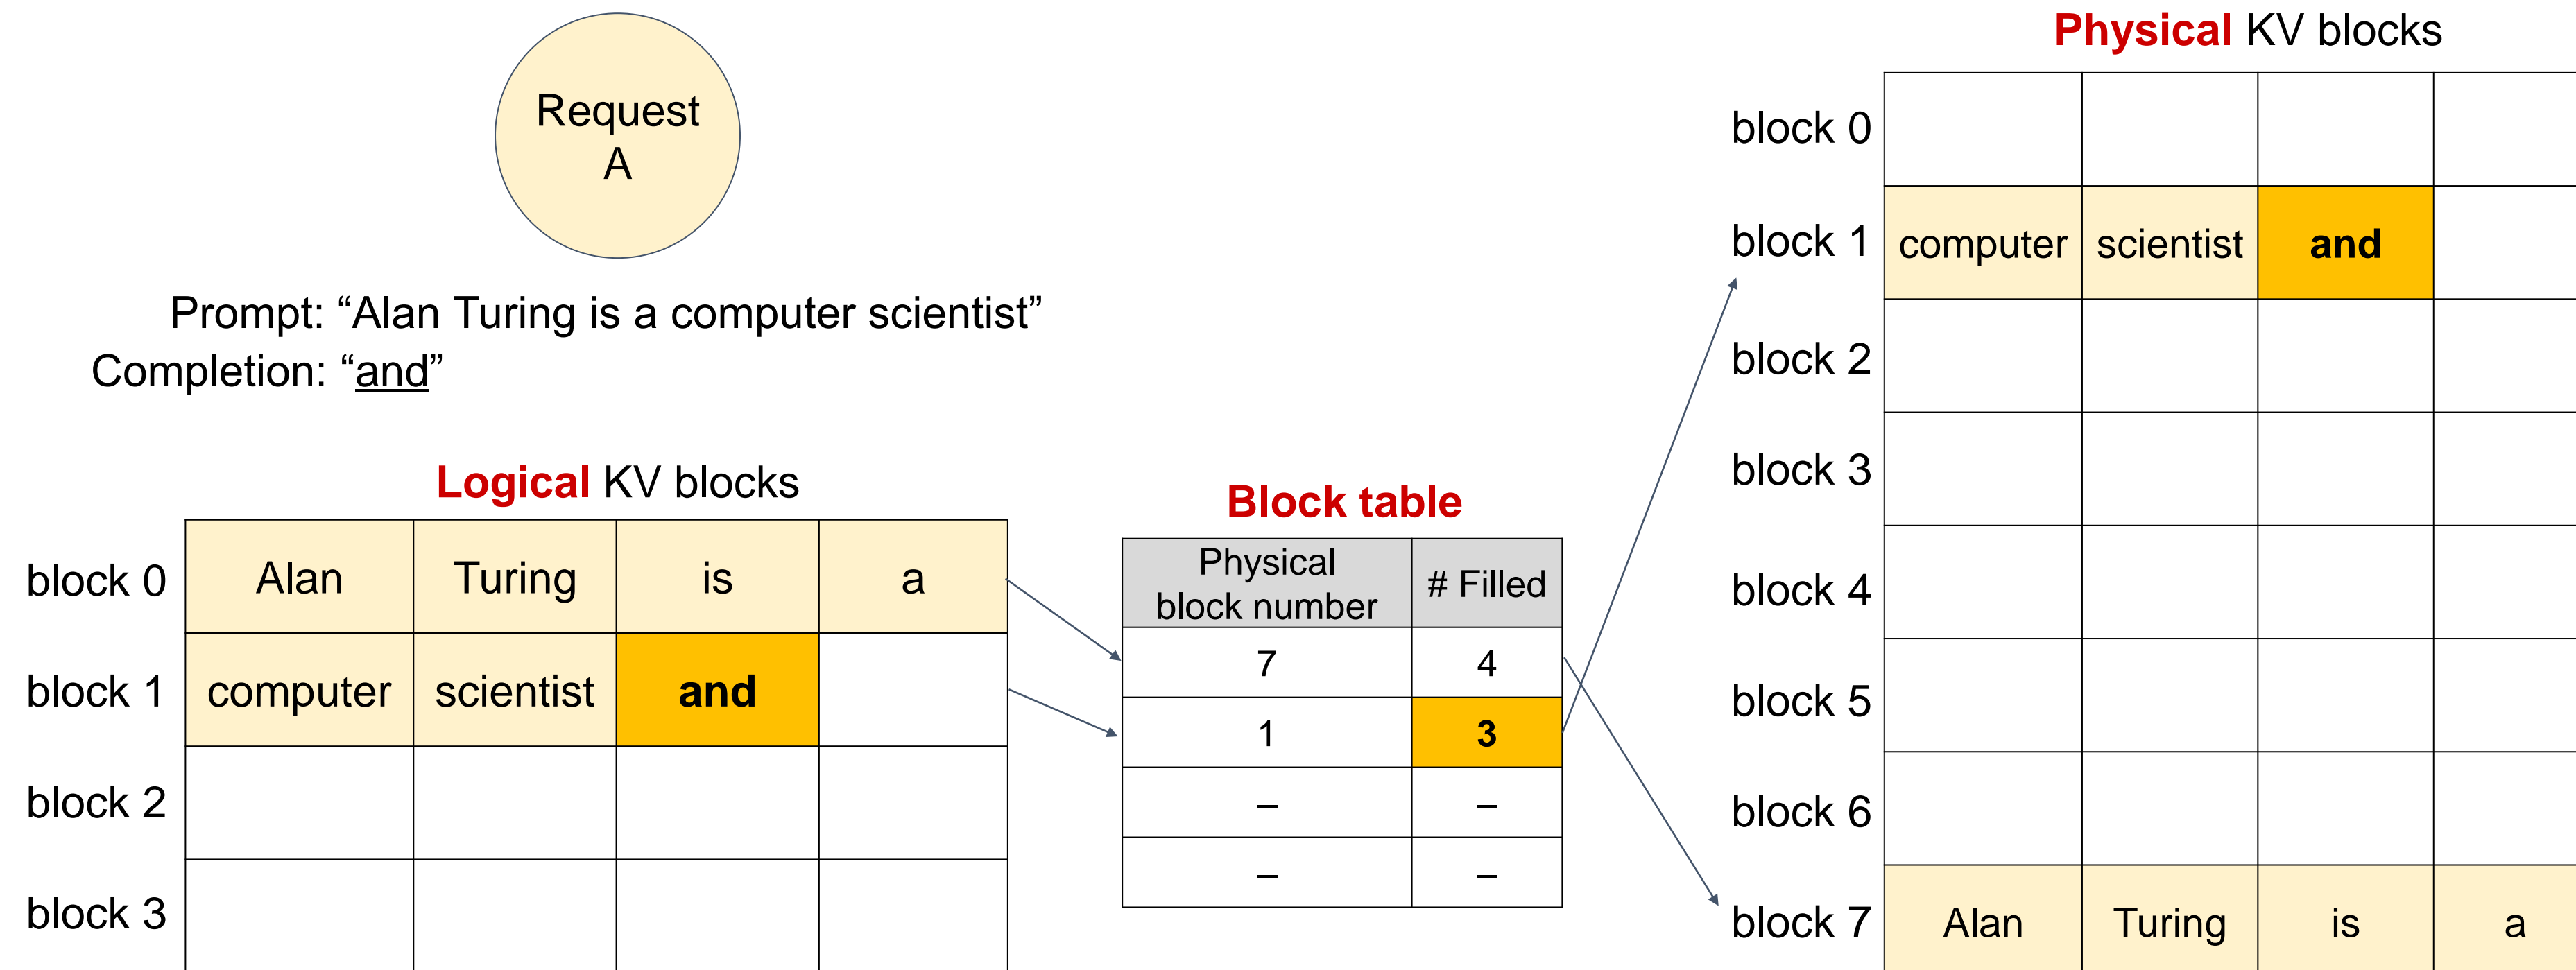 Request
A
Prompt: “Alan Turing is a computer scientist”
Completion: “and”
Logical KV blocks
block 0 Alan Turing is a
block 1 computer scientist and
block 2
block 3
Block table
Physical
block number # Filled
7 4
1 3
– –
– –
Physical KV blocks
block 0
block 1 computer scientist and
block 2
block 3
block 4
block 5
block 6
block 7 Alan Turing is a